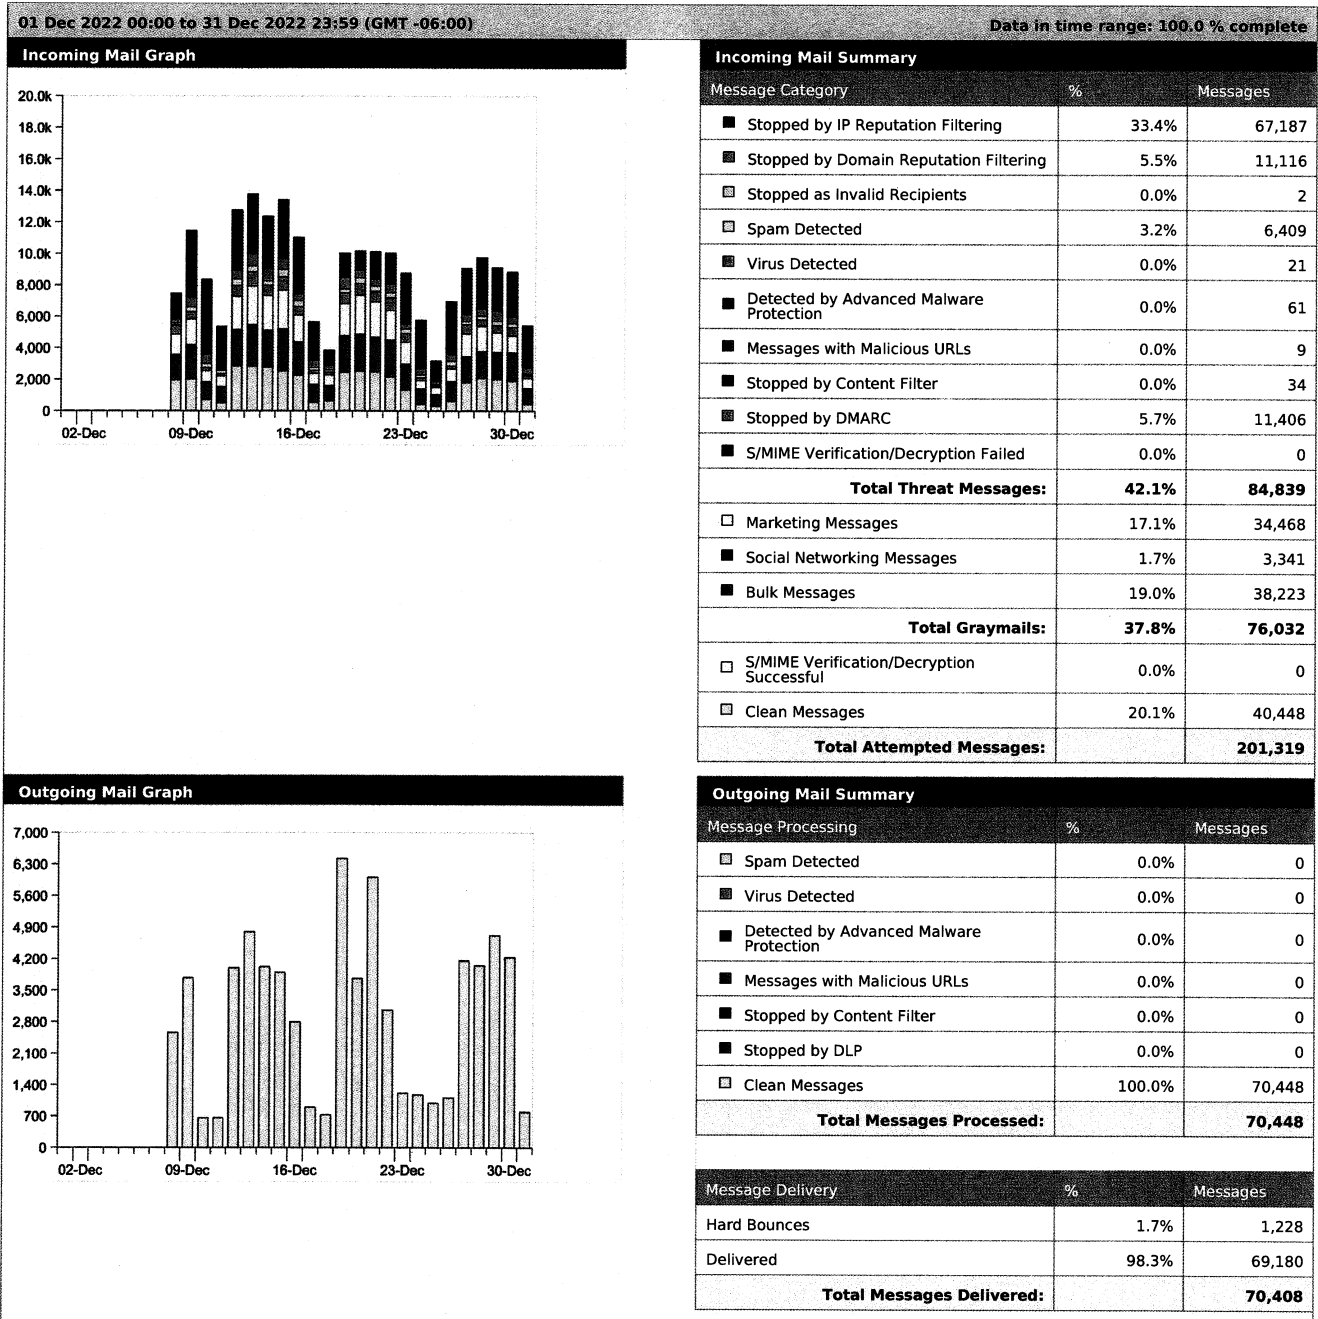 01 Dec 2022 00:00 to 31 Dec 2022 23:59 (GMT -06:00) Data in time range: 100.0 % complete
Incoming Mail Graph
20.0k
18.0k
16.0k
14.0k
12.0k
10.0k
8,000
6,000
4,000
2,000
0
02-Dec 09-Dec 16-Dec 23-Dec 30-Dec
Incoming Mail Summary
Message Category % Messages
Stopped by IP Reputation Filtering 33.4% 67,187
Stopped by Domain Reputation Filtering 5.5% 11,116
Stopped as Invalid Recipients 0.0% 2
Spam Detected 3.2% 6,409
Virus Detected 0.0% 21
Detected by Advanced Malware
Protection 0.0% 61
Messages with Malicious URLs 0.0% 9
Stopped by Content Filter 0.0% 34
Stopped by DMARC 5.7% 11,406
S/MIME Verification/Decryption Failed 0.0% 0
Total Threat Messages: 42.1% 84,839
Marketing Messages 17.1% 34,468
Social Networking Messages 1.7% 3,341
Bulk Messages 19.0% 38,223
Total Graymails: 37.8% 76,032
S/MIME Verification/Decryption
Successful 0.0% 0
Clean Messages 20.1% 40,448
Total Attempted Messages: 201,319
Outgoing Mail Graph
7,000
6,300
5,600
4,900
4,200
3,500
2,800
2,100
1,400
700
0
02-Dec 09-Dec 16-Dec 23-Dec 30-Dec
Outgoing Mail Summary
Message Processing % Messages
Spam Detected 0.0% 0
Virus Detected 0.0% 0
Detected by Advanced Malware
Protection 0.0% 0
Messages with Malicious URLs 0.0% 0
Stopped by Content Filter 0.0% 0
Stopped by DLP 0.0% 0
Clean Messages 100.0% 70,448
Total Messages Processed: 70,448
Message Delivery % Messages
Hard Bounces 1.7% 1,228
Delivered 98.3% 69,180
Total Messages Delivered: 70,408